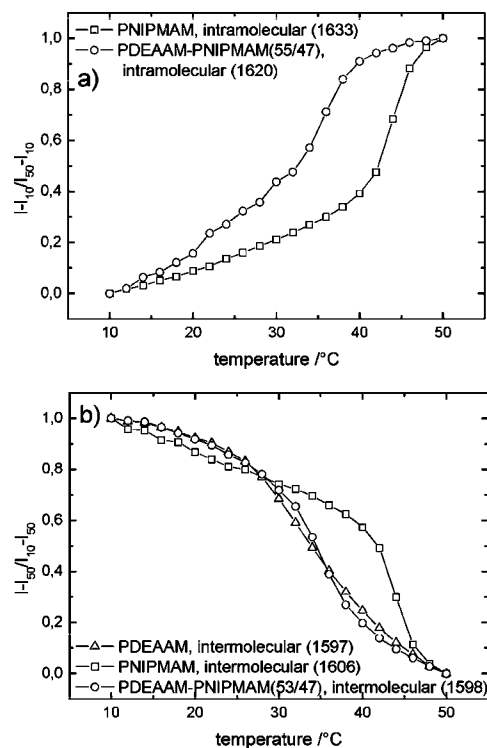 PNIPMAM, intramolecular (1633)
PDEAAM-PNIPMAM(55/47),
intramolecular (1620)
a)
1,0
0,8
0,6
0,4
0,2
0,0
I-I10/I50-I10
10 20 30 40 50
temperature /°C
b)
1,0
0,8
0,6
0,4
0,2
0,0
I-I50/I10-I50
PDEAAM, intermolecular (1597)
PNIPMAM, intermolecular (1606)
PDEAAM-PNIPMAM(53/47), intermolecular (1598)
10 20 30 40 50
temperature /°C